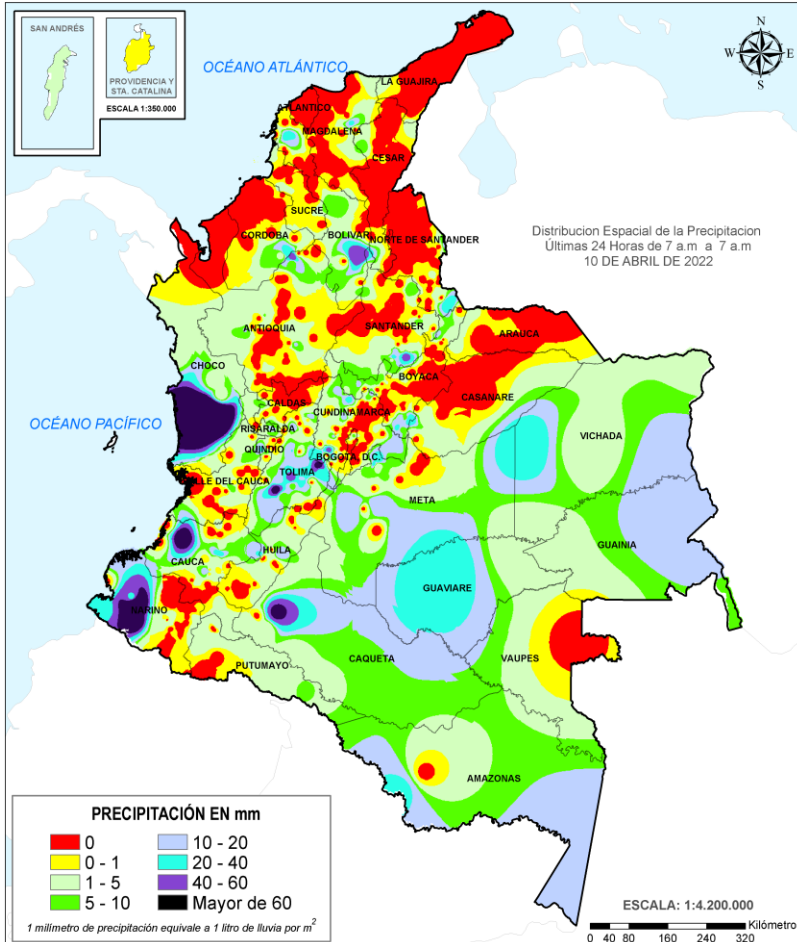 SAN ANDRÉS
PROVIDENCIA Y
STA. CATALINA
ESCALA 1:350.000
OCÉANO ATLÁNTICO
N
W E
S
LA GUAJIRA
ATLANTICO
MAGDALENA
CESAR
SUCRE
CORDOBA
BOLIVAR
NORTE DE SANTANDER
Distribucion Espacial de la Precipitacion
Últimas 24 Horas de 7 a.m a 7 a.m
10 DE ABRIL DE 2022
ANTIOQUIA
SANTANDER
ARAUCA
CHOCO
BOYACA
CASANARE
CALDAS
CUNDINAMARCA
OCÉANO PACÍFICO
RISARALDA
VICHADA
QUINDIO
BOGOTA, D.C.
TOLIMA
VALLE DEL CAUCA
META
GUAINIA
CAUCA
HUILA
GUAVIARE
NARIÑO
PUTUMAYO
CAQUETA
VAUPES
AMAZONAS
PRECIPITACIÓN EN mm
0
0 - 1
1 - 5
5 - 10
10 - 20
20 - 40
40 - 60
Mayor de 60
1 milímetro de precipitación equivale a 1 litro de lluvia por m²
ESCALA: 1:4.200.000
Kilómetro
0 40 80 160 240 320